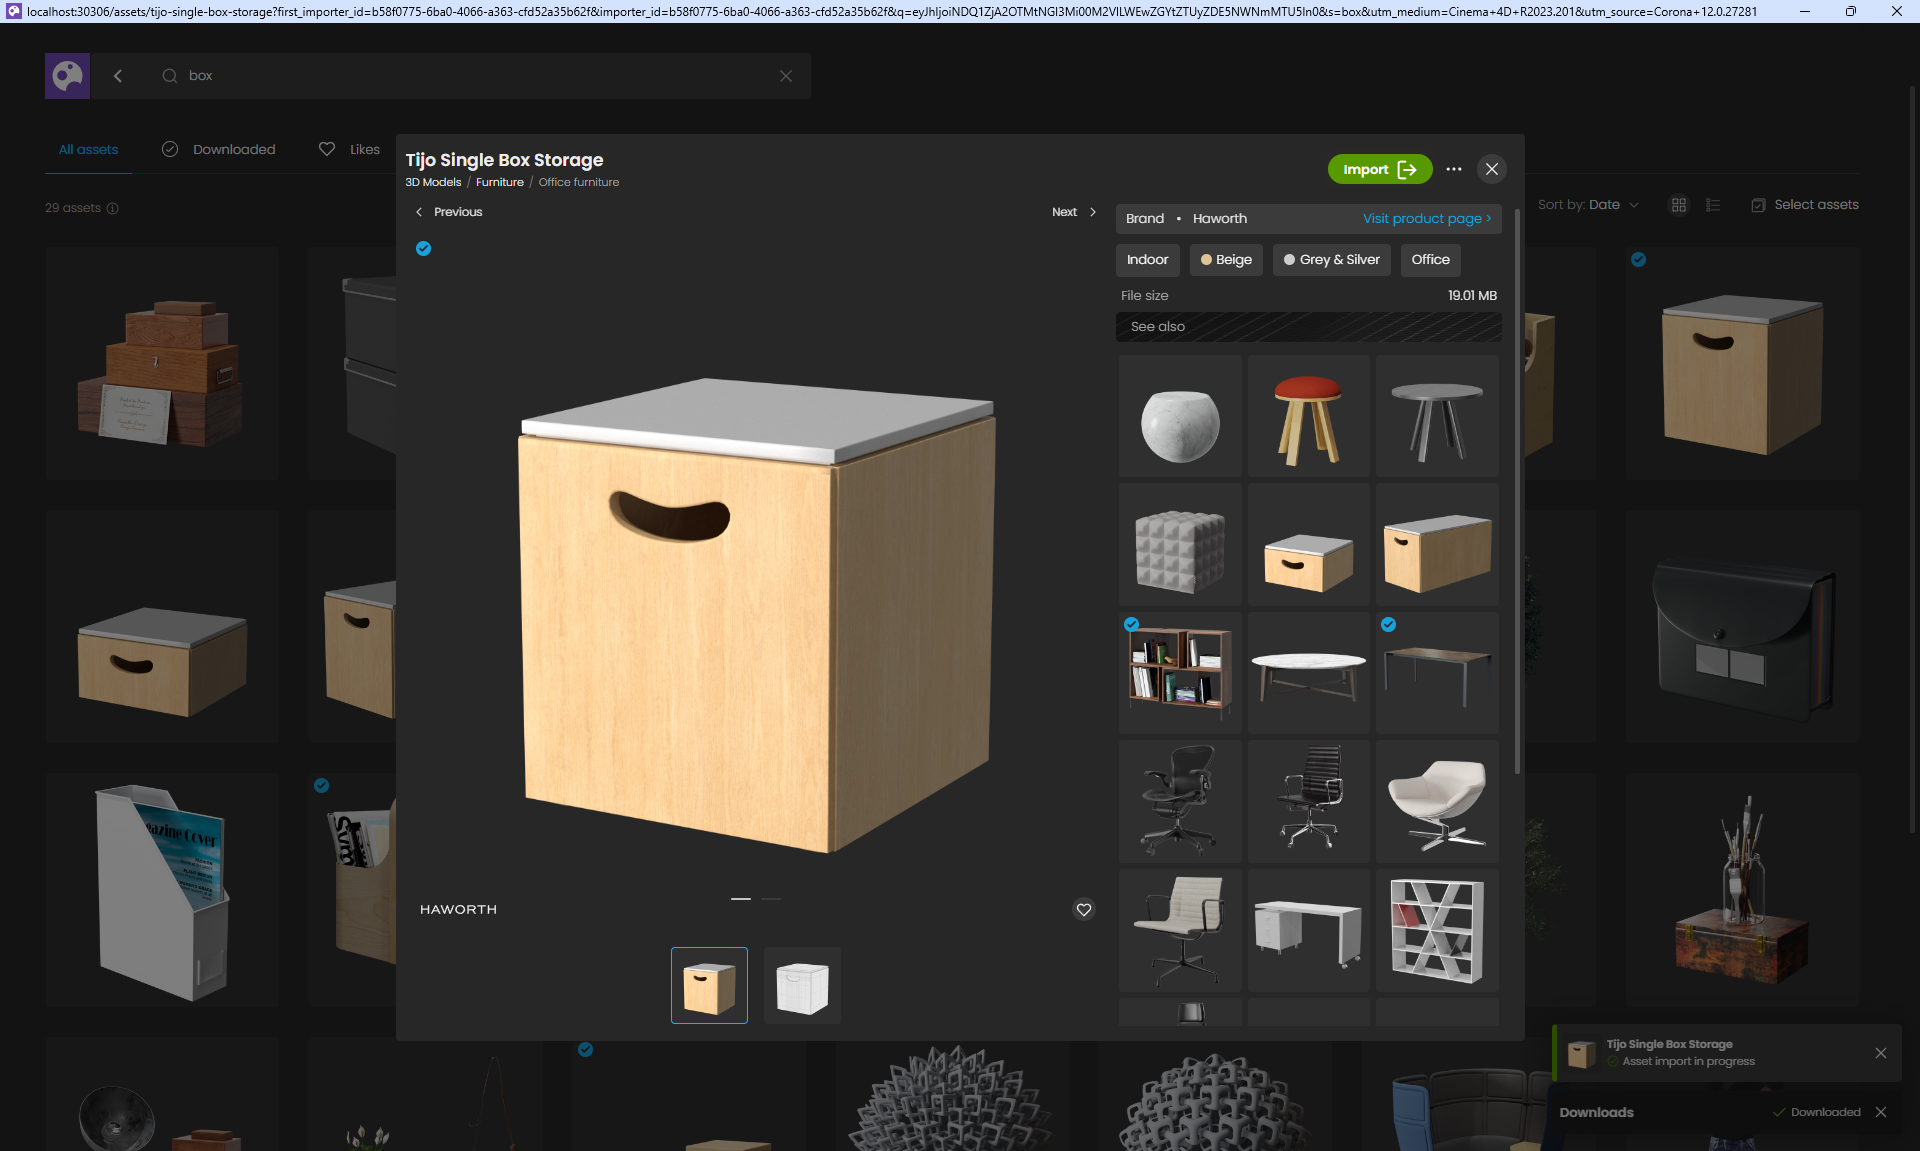 localhost:30306/assets/tijo-single-box-storage?first_importer_id=b58f0775-6ba0-4066-a363-cfd52a35b62f&importer_id=b58f0775-6ba0-4066-a363-cfd52a35b62f&q=eyJhIjoiNDQ1ZjA2OTMtNGI3Mi00M2VlLWEwZGYtZTUyZDE5NWNmMTU5In0&s=box&utm_medium=Cinema+4D+R2023.201&utm_source=Corona+12.0.27281
box
All assets
Downloaded
Likes
29 assets
Sort by: Date
Select assets
Tijo Single Box Storage
3D Models / Furniture / Office furniture
Import
Previous
Next
Brand • Haworth
Visit product page >
Indoor
Beige
Grey & Silver
Office
File size
19.01 MB
See also
HAWORTH
Tijo Single Box Storage
Asset import in progress
Downloads
Downloaded